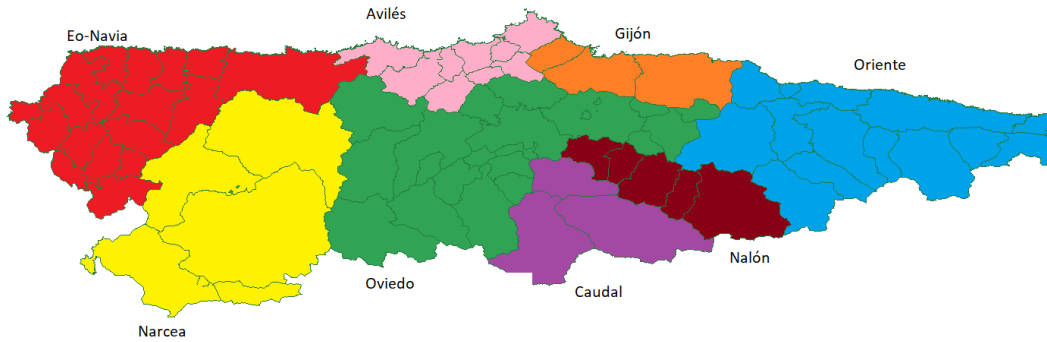 Avilés
Eo-Navia
Gijón
Oriente
Nalón
Oviedo
Caudal
Narcea